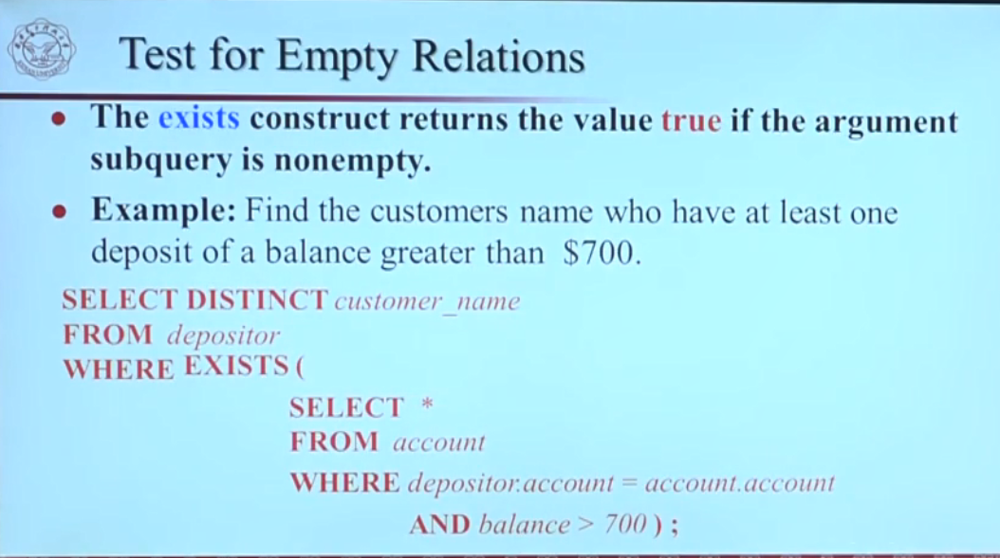 Test for Empty Relations
• The exists construct returns the value true if the argument
subquery is nonempty.
• Example: Find the customers name who have at least one
deposit of a balance greater than $700.
SELECT DISTINCT customer_name
FROM depositor
WHERE EXISTS (
SELECT *
FROM account
WHERE depositor.account = account.account
AND balance > 700 ) ;